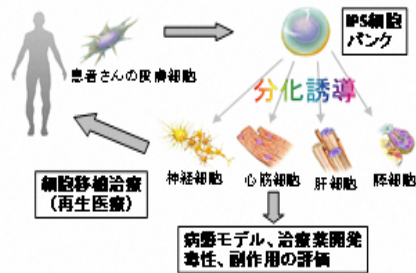 IPS細胞
バンク
患者さんの皮膚細胞
分化誘導
神経細胞
心筋細胞
肝細胞
膵細胞
細胞移植治療
(再生医療)
病態モデル、治療薬開発
毒性、副作用の評価